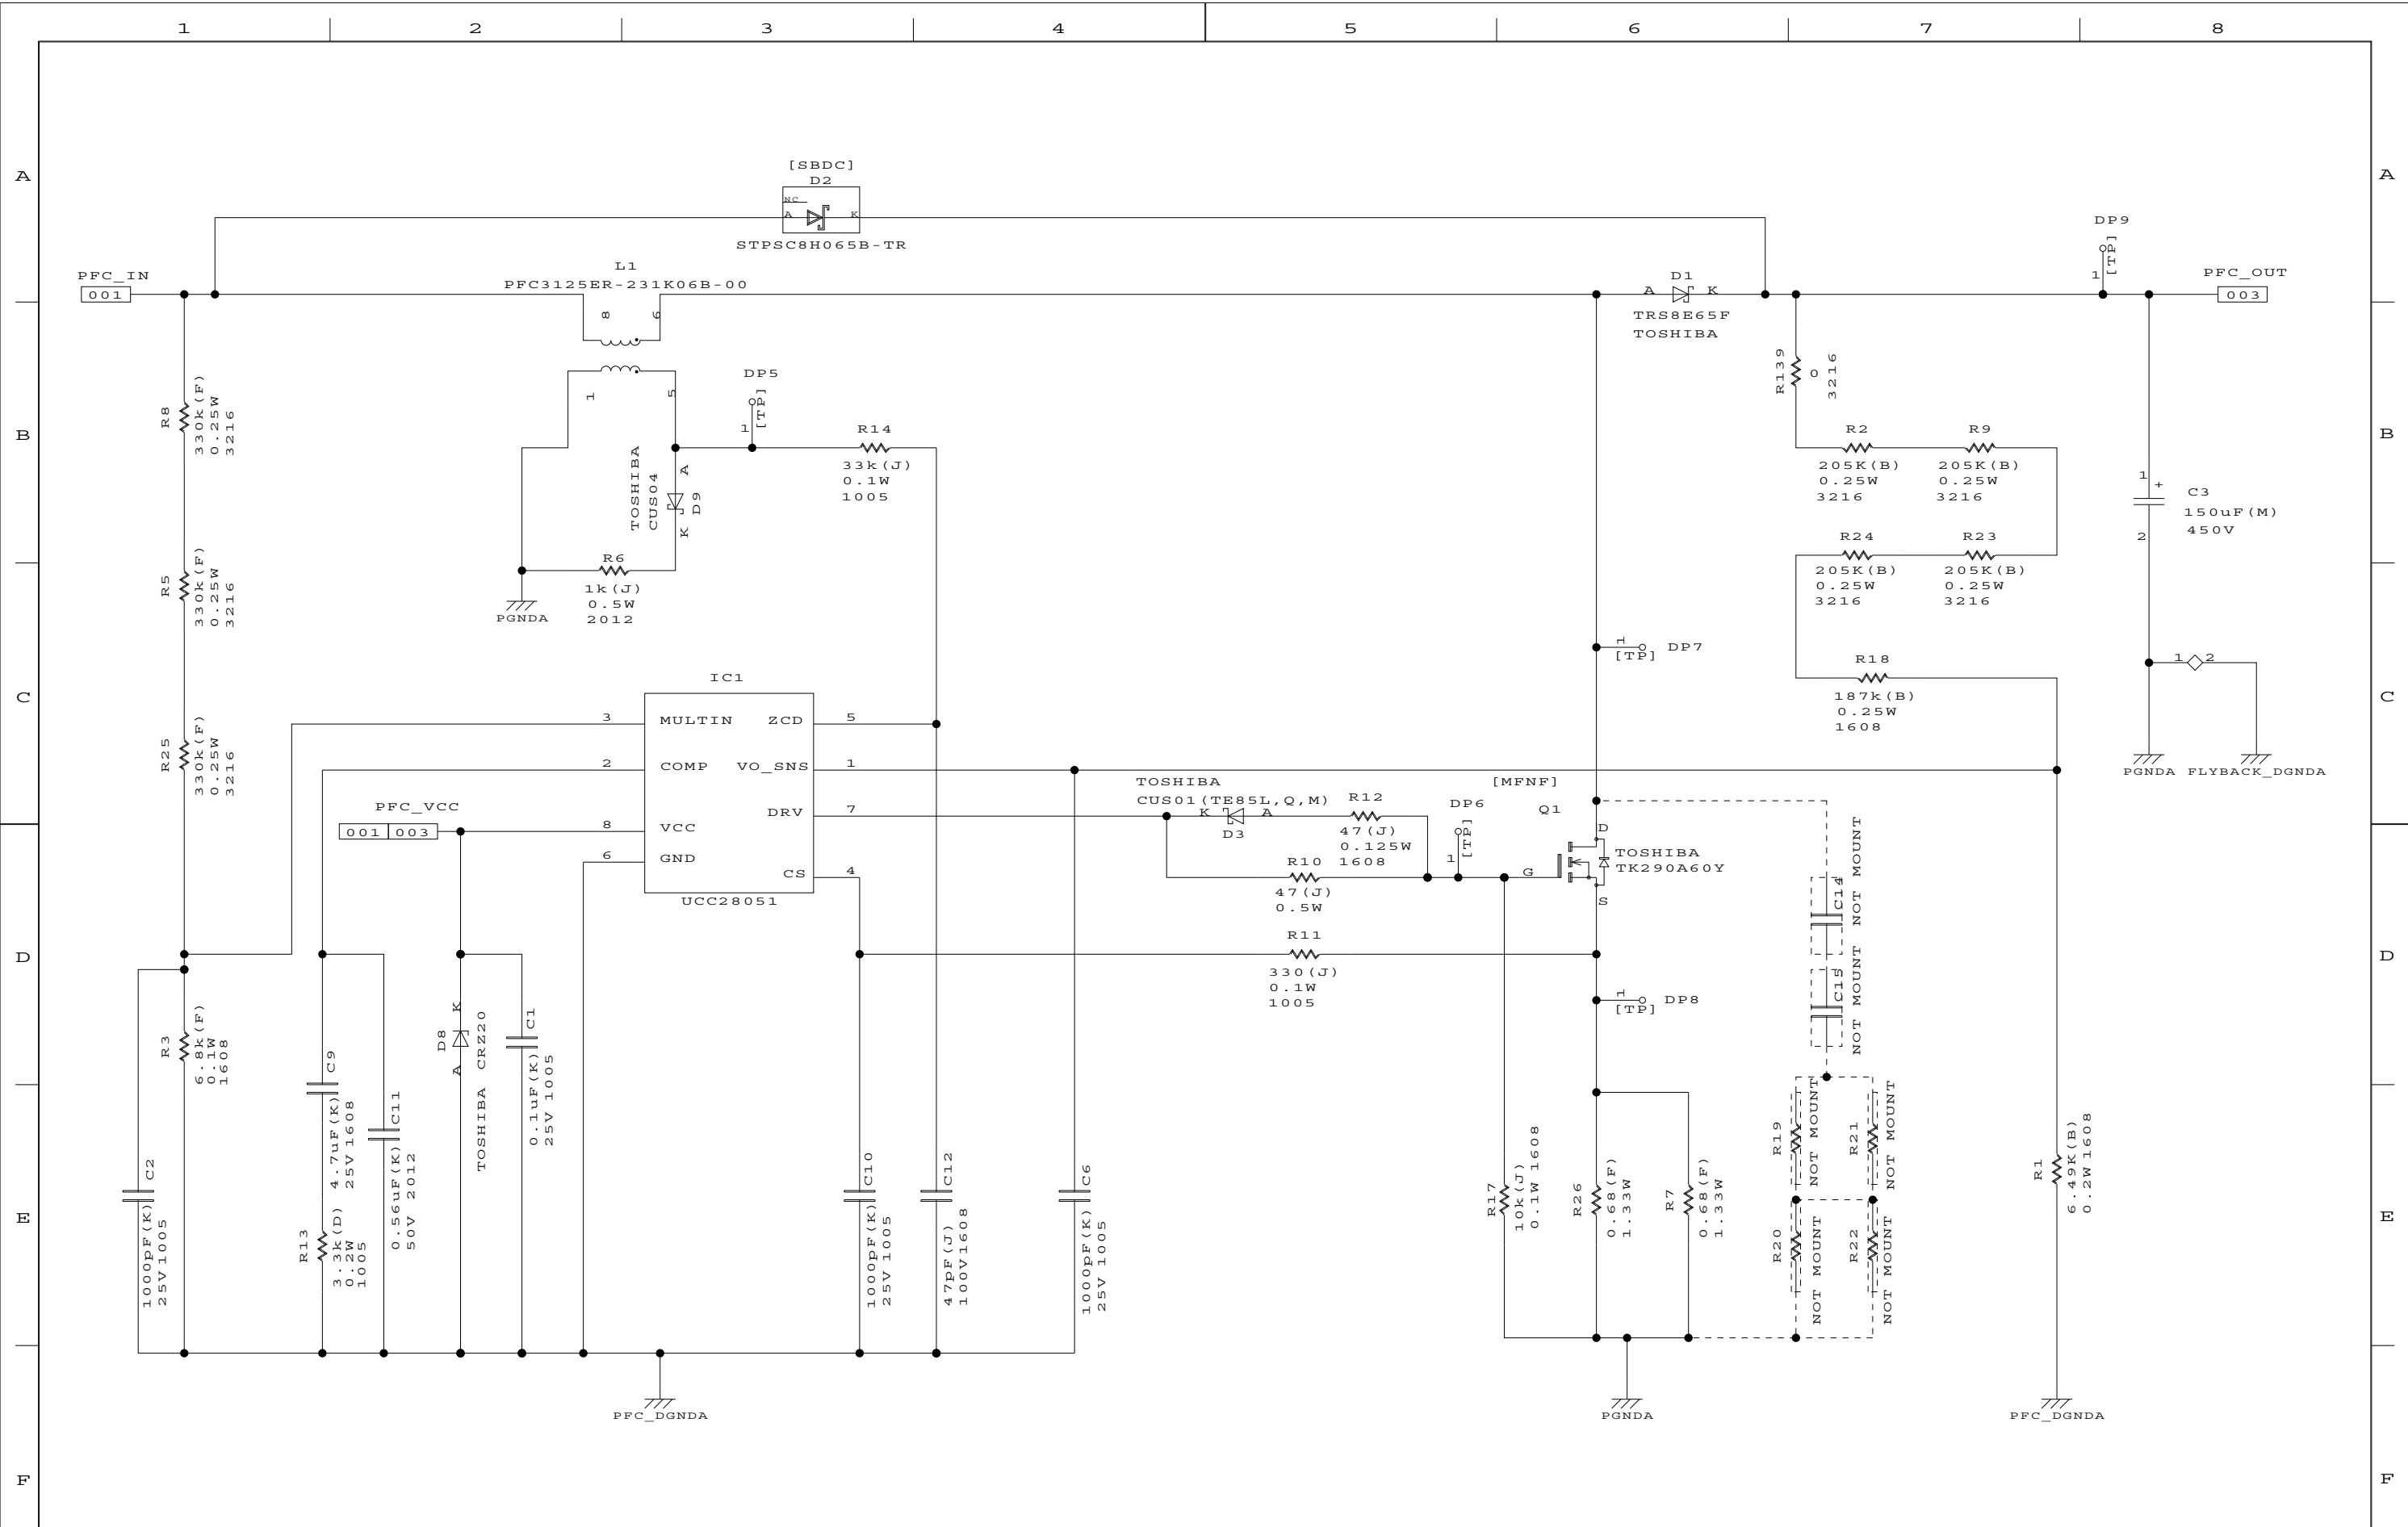 1 2 3 4 5 6 7 8
A A
[SBDC]
D2
NC
A K
STPSC8H065B-TR
PFC_IN
001
L1
PFC3125ER-231K06B-00
8 6
1 5
DP5
1 [TP]
D1
A K
TRS8E65F
TOSHIBA
DP9
1 [TP]
PFC_OUT
003
B B
R8
330k(F)
0.25W
3216
TOSHIBA
CUS04
A
D9
K
R14
33k(J)
0.1W
1005
R139
0
3216
R2
205K(B)
0.25W
3216
R9
205K(B)
0.25W
3216
R24
205K(B)
0.25W
3216
R23
205K(B)
0.25W
3216
1
+
C3
150uF(M)
450V
2
R5
330k(F)
0.25W
3216
R6
1k(J)
0.5W
2012
PGNDA
C C
1
[TP]
DP7
R18
187k(B)
0.25W
1608
1 2
PGNDA
FLYBACK_DGNDA
R25
330k(F)
0.25W
3216
IC1
3 MULTIN ZCD 5
2 COMP VO_SNS 1
DRV 7
8 VCC
6 GND
CS 4
UCC28051
PFC_VCC
001 003
TOSHIBA
CUS01(TE85L,Q,M)
K A
D3
R12
47(J)
0.125W
1608
R10
47(J)
0.5W
DP6
1 [TP]
[MFNF]
Q1
D
G
S
TOSHIBA
TK290A60Y
C14
NOT MOUNT
C15
NOT MOUNT
D D
R11
330(J)
0.1W
1005
1
[TP]
DP8
R3
6.8k(F)
0.1W
1608
C9
4.7uF(K)
25V 1608
C11
0.56uF(K)
50V 2012
K
D8
A
TOSHIBA CRZ20
C1
0.1uF(K)
25V 1005
E E
C2
1000pF(K)
25V 1005
R13
3.3k(D)
0.2W
1005
C10
1000pF(K)
25V 1005
C12
47pF(J)
100V 1608
C6
1000pF(K)
25V 1005
R17
10k(J)
0.1W 1608
R26
0.68(F)
1.33W
R7
0.68(F)
1.33W
R19
NOT MOUNT
R21
NOT MOUNT
R20
NOT MOUNT
R22
NOT MOUNT
R1
6.49K(B)
0.2W 1608
PFC_DGNDA
PGNDA
PFC_DGNDA
F F